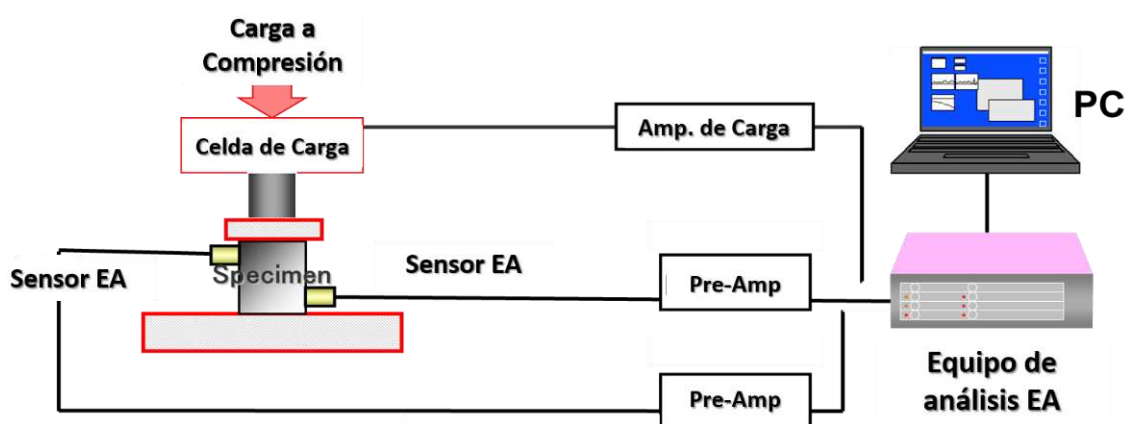 Carga a
Compresión
Celda de Carga
Amp. de Carga
PC
Sensor EA
Specimen
Sensor EA
Pre-Amp
Pre-Amp
Equipo de
análisis EA